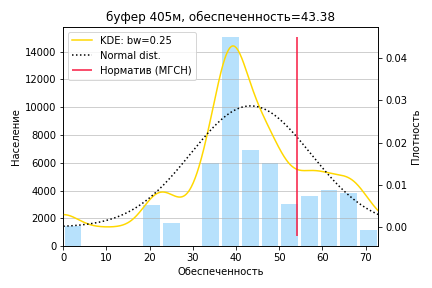 буфер 405м, обеспеченность=43.38
KDE: bw=0.25
Normal dist.
Норматив (МГСН)
14000
12000
10000
8000
6000
4000
2000
0
Население
0.04
0.03
0.02
0.01
0.00
Плотность
0 10 20 30 40 50 60 70
Обеспеченность